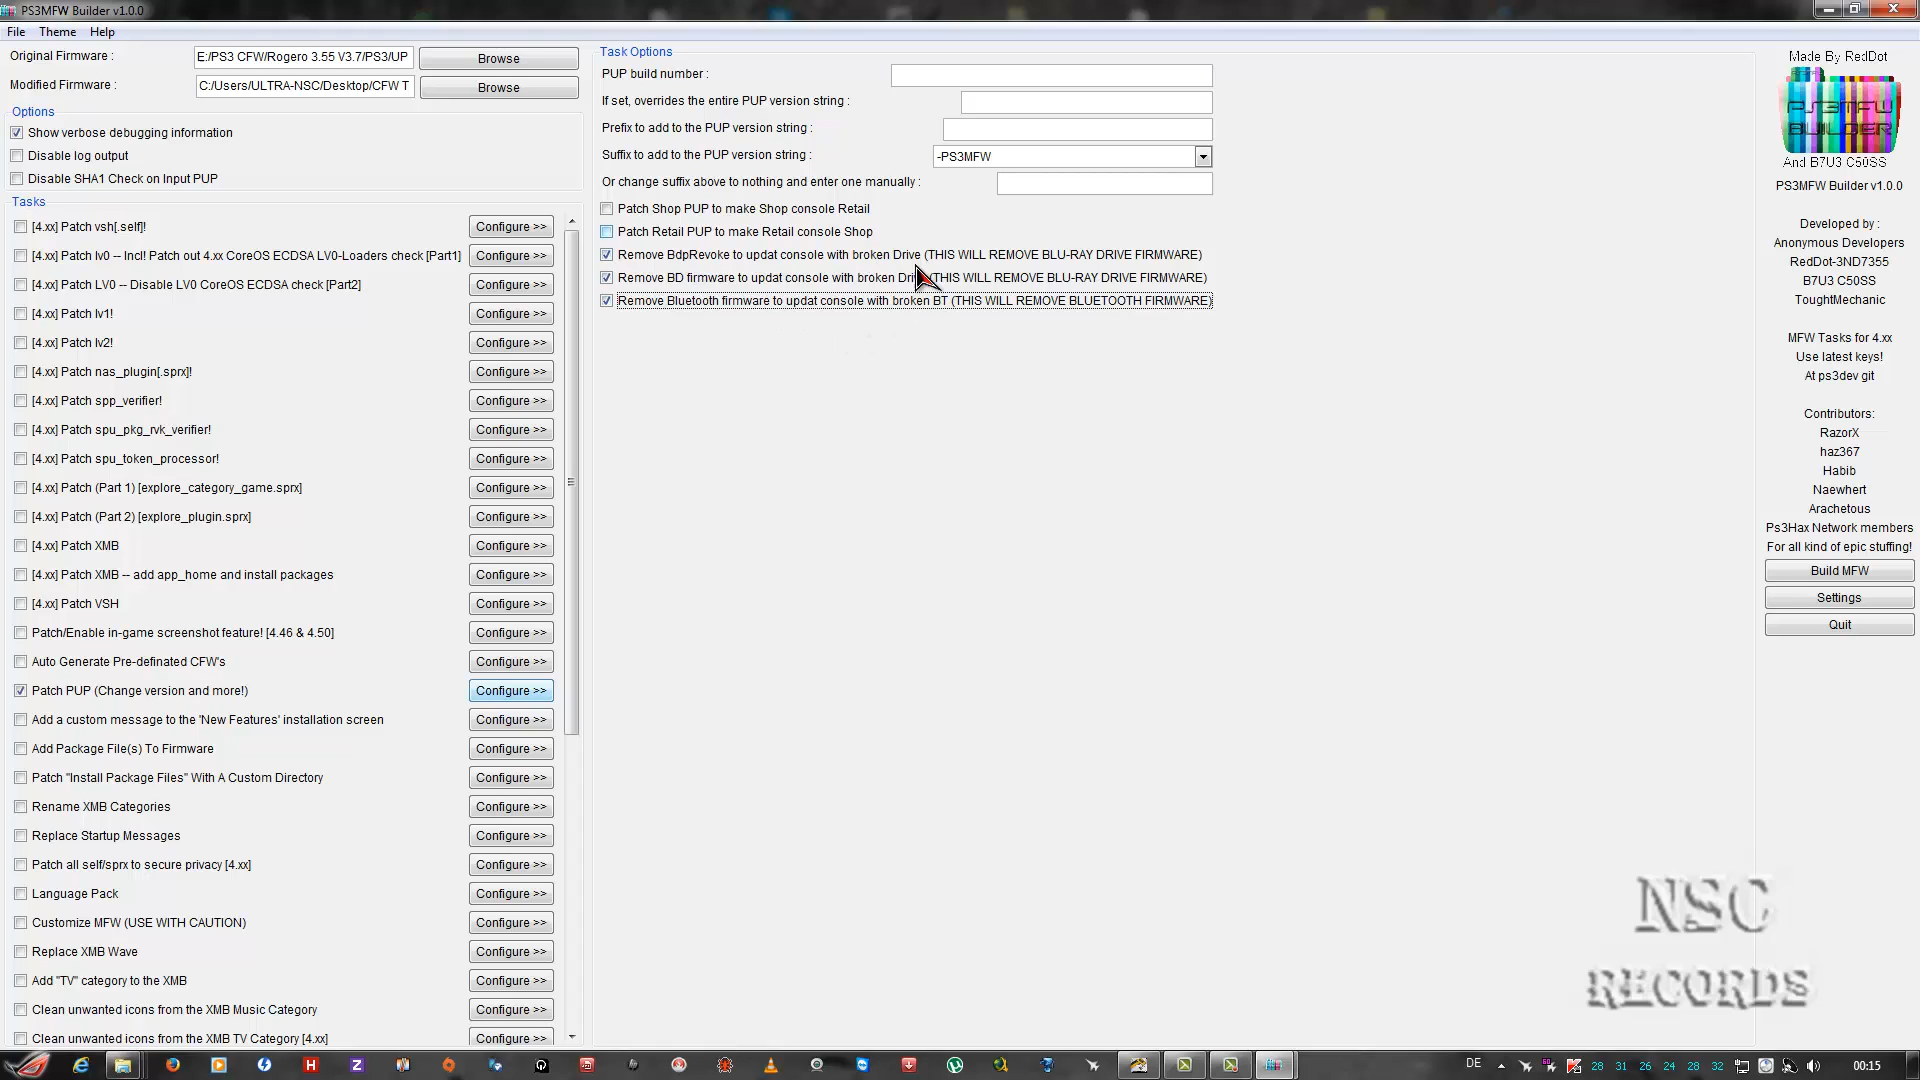 PS3MFW Builder v1.0.0
File Theme Help
Original Firmware : E:/PS3 CFW/Rogero 3.55 V3.7/PS3/UP Browse
Modified Firmware : C:/Users/ULTRA-NSC/Desktop/CFW T Browse
Options
Show verbose debugging information
Disable log output
Disable SHA1 Check on Input PUP
Tasks
[4.xx] Patch vsh[.self]! Configure >>
[4.xx] Patch lv0 -- Incl! Patch out 4.xx CoreOS ECDSA LV0-Loaders check [Part1] Configure >>
[4.xx] Patch LV0 -- Disable LV0 CoreOS ECDSA check [Part2] Configure >>
[4.xx] Patch lv1! Configure >>
[4.xx] Patch lv2! Configure >>
[4.xx] Patch nas_plugin[.sprx]! Configure >>
[4.xx] Patch spp_verifier! Configure >>
[4.xx] Patch spu_pkg_rvk_verifier! Configure >>
[4.xx] Patch spu_token_processor! Configure >>
[4.xx] Patch (Part 1) [explore_category_game.sprx] Configure >>
[4.xx] Patch (Part 2) [explore_plugin.sprx] Configure >>
[4.xx] Patch XMB Configure >>
[4.xx] Patch XMB -- add app_home and install packages Configure >>
[4.xx] Patch VSH Configure >>
Patch/Enable in-game screenshot feature! [4.46 & 4.50] Configure >>
Auto Generate Pre-definated CFW's Configure >>
Patch PUP (Change version and more!) Configure >>
Add a custom message to the 'New Features' installation screen Configure >>
Add Package File(s) To Firmware Configure >>
Patch "Install Package Files" With A Custom Directory Configure >>
Rename XMB Categories Configure >>
Replace Startup Messages Configure >>
Patch all self/sprx to secure privacy [4.xx] Configure >>
Language Pack Configure >>
Customize MFW (USE WITH CAUTION) Configure >>
Replace XMB Wave Configure >>
Add "TV" category to the XMB Configure >>
Clean unwanted icons from the XMB Music Category Configure >>
Clean unwanted icons from the XMB TV Category [4.xx] Configure >>
Task Options
PUP build number :
If set, overrides the entire PUP version string :
Prefix to add to the PUP version string :
Suffix to add to the PUP version string : -PS3MFW
Or change suffix above to nothing and enter one manually :
Patch Shop PUP to make Shop console Retail
Patch Retail PUP to make Retail console Shop
Remove BdpRevoke to updat console with broken Drive (THIS WILL REMOVE BLU-RAY DRIVE FIRMWARE)
Remove BD firmware to updat console with broken THIS WILL REMOVE BLU-RAY DRIVE FIRMWARE)
Remove Bluetooth firmware to updat console with broken BT (THIS WILL REMOVE BLUETOOTH FIRMWARE)
Made By RedDot
PS3MFW
BUILDER
And B7U3 C50SS
PS3MFW Builder v1.0.0
Developed by :
Anonymous Developers
RedDot-3ND7355
B7U3 C50SS
ToughtMechanic
MFW Tasks for 4.xx
Use latest keys!
At ps3dev git
Contributors:
RazorX
haz367
Habib
Naewhert
Arachetous
Ps3Hax Network members
For all kind of epic stuffing!
Build MFW
Settings
Quit
NSC
RECORDS
DE 28 31 26 24 28 32 00:15